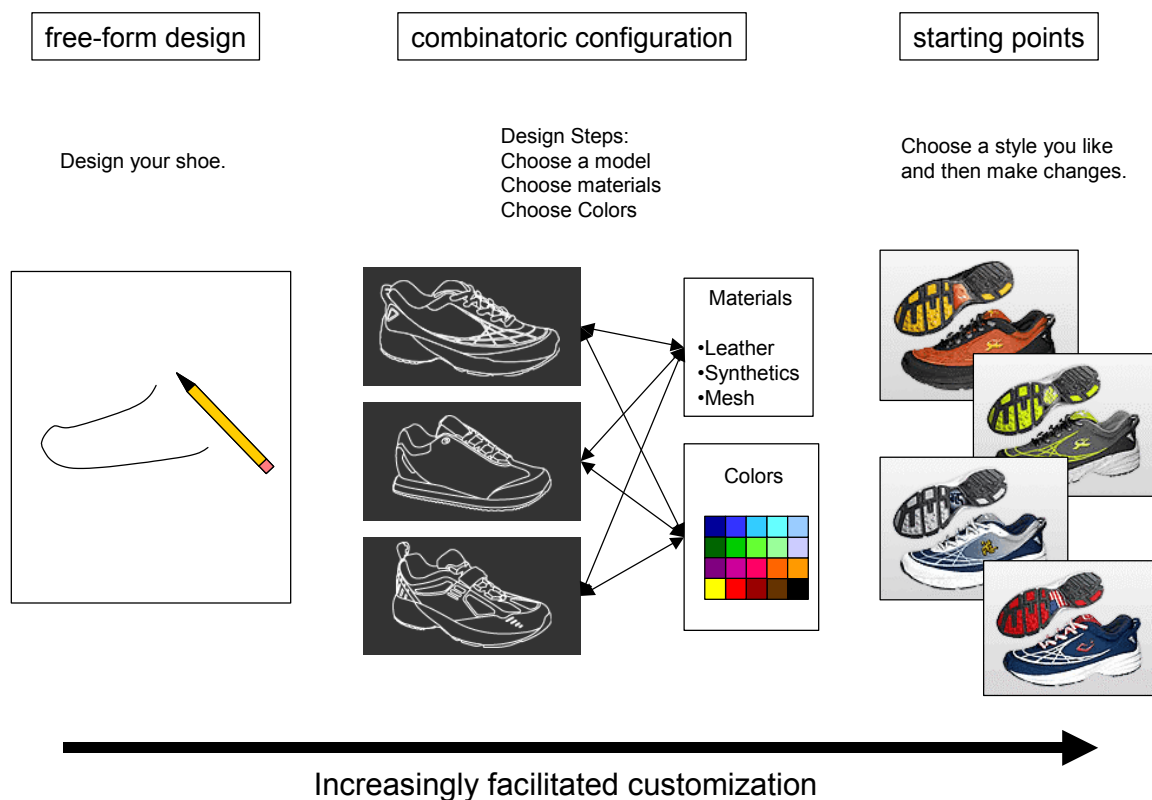 free-form design
combinatoric configuration
starting points
Design your shoe.
Design Steps:
Choose a model
Choose materials
Choose Colors
Choose a style you like
and then make changes.
Materials
•Leather
•Synthetics
•Mesh
Colors
Increasingly facilitated customization